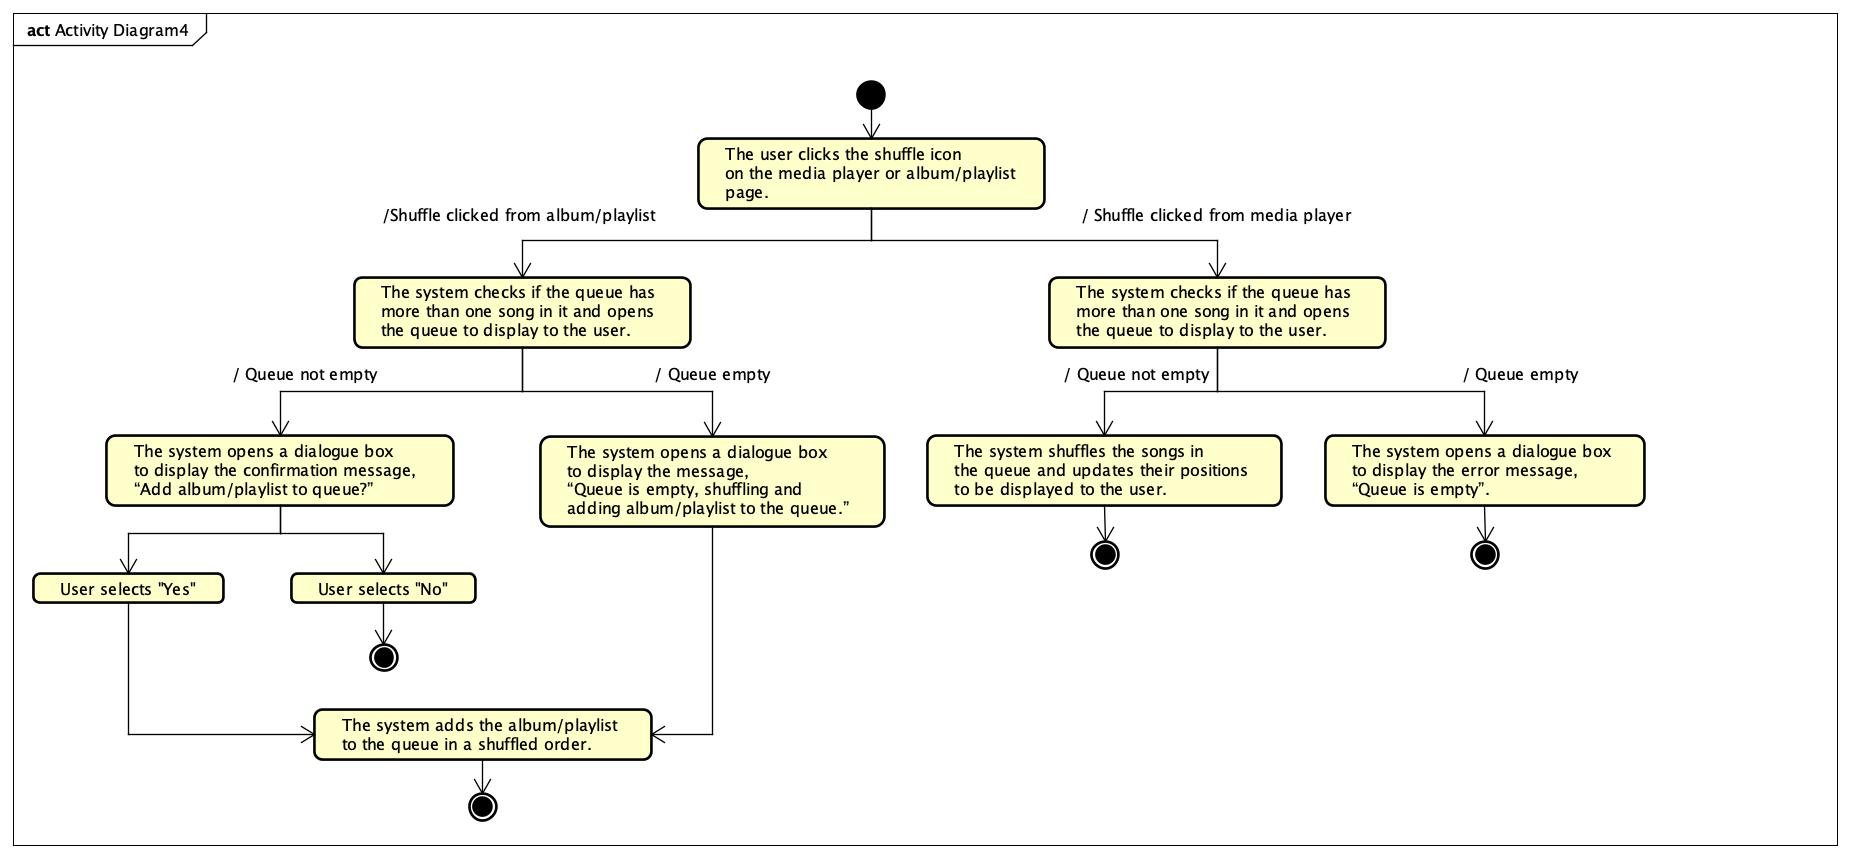 act Activity Diagram4
The user clicks the shuffle icon
on the media player or album/playlist
page.
/Shuffle clicked from album/playlist
/ Shuffle clicked from media player
The system checks if the queue has
more than one song in it and opens
the queue to display to the user.
The system checks if the queue has
more than one song in it and opens
the queue to display to the user.
/ Queue not empty
/ Queue empty
/ Queue not empty
/ Queue empty
The system opens a dialogue box
to display the confirmation message,
“Add album/playlist to queue?”
The system opens a dialogue box
to display the message,
“Queue is empty, shuffling and
adding album/playlist to the queue.”
The system shuffles the songs in
the queue and updates their positions
to be displayed to the user.
The system opens a dialogue box
to display the error message,
“Queue is empty”.
User selects "Yes"
User selects "No"
The system adds the album/playlist
to the queue in a shuffled order.